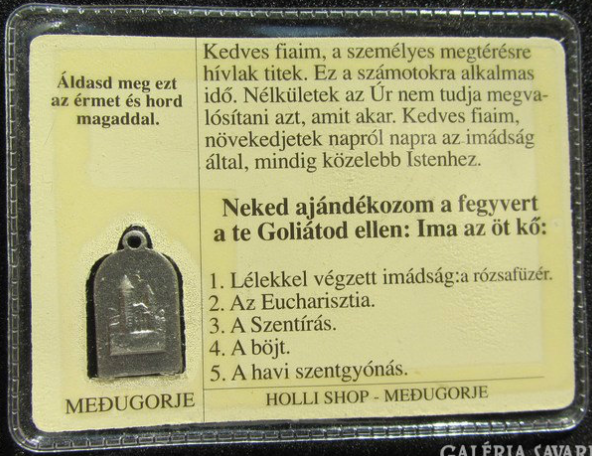 Áldasd meg ezt
az érmet és hord
magaddal.
MEĐUGORJE
Kedves fiaim, a személyes megtérésre
hívlak titek. Ez a számotokra alkalmas
idő. Nélkületek az Úr nem tudja megva-
lósítani azt, amit akar. Kedves fiaim,
növekedjetek napról napra az imádság
által, mindig közelebb Istenhez.
Neked ajándékozom a fegyvert
a te Goliátod ellen: Ima az öt kő:
1. Lélekkel végzett imádság:a rózsafüzér.
2. Az Eucharisztia.
3. A Szentírás.
4. A böjt.
5. A havi szentgyónás.
HOLLI SHOP - MEĐUGORJE
GALÉRIA SAVARI